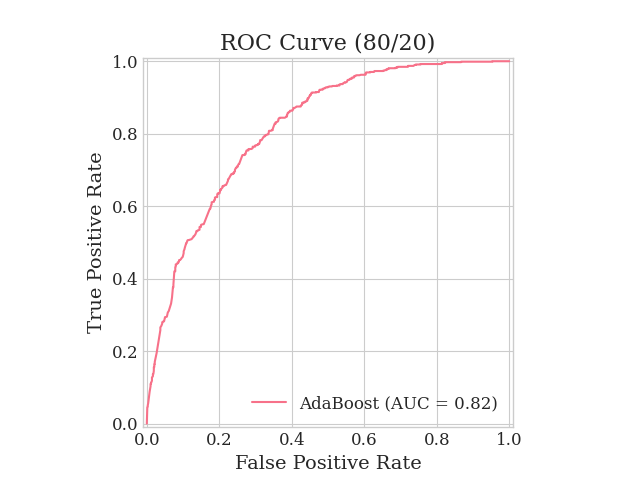 ROC Curve (80/20)
True Positive Rate
1.0
0.8
0.6
0.4
0.2
0.0
AdaBoost (AUC = 0.82)
0.0 0.2 0.4 0.6 0.8 1.0
False Positive Rate